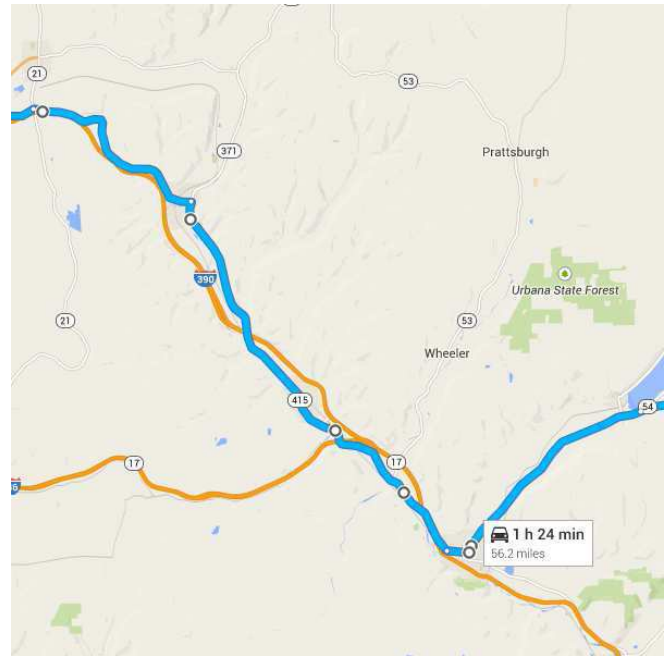 21
53
371
Prattsburgh
390
Urbana State Forest
21
53
Wheeler
415
54
17
17
1 h 24 min
56.2 miles